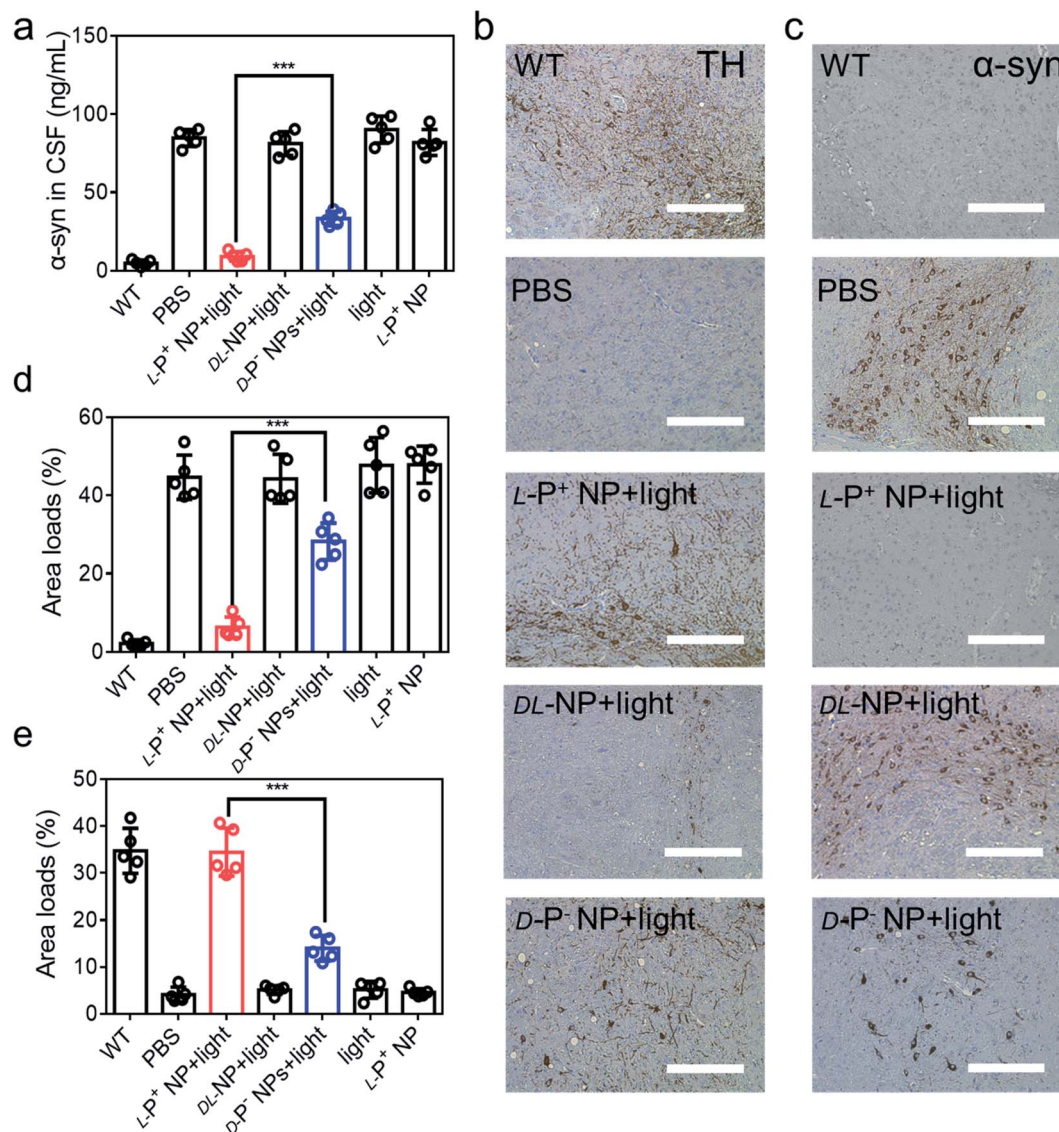 a
α-syn in CSF (ng/mL)
150
100
50
0
***
WT
PBS
L-P⁺ NP+light
DL-NP+light
D-P⁻ NPs+light
light
L-P⁺ NP
d
Area loads (%)
60
40
20
0
***
WT
PBS
L-P⁺ NP+light
DL-NP+light
D-P⁻ NPs+light
light
L-P⁺ NP
e
Area loads (%)
50
40
30
20
10
0
***
WT
PBS
L-P⁺ NP+light
DL-NP+light
D-P⁻ NPs+light
light
L-P⁺ NP
b
WT TH
PBS
L-P⁺ NP+light
DL-NP+light
D-P⁻ NP+light
c
WT α-syn
PBS
L-P⁺ NP+light
DL-NP+light
D-P⁻ NP+light